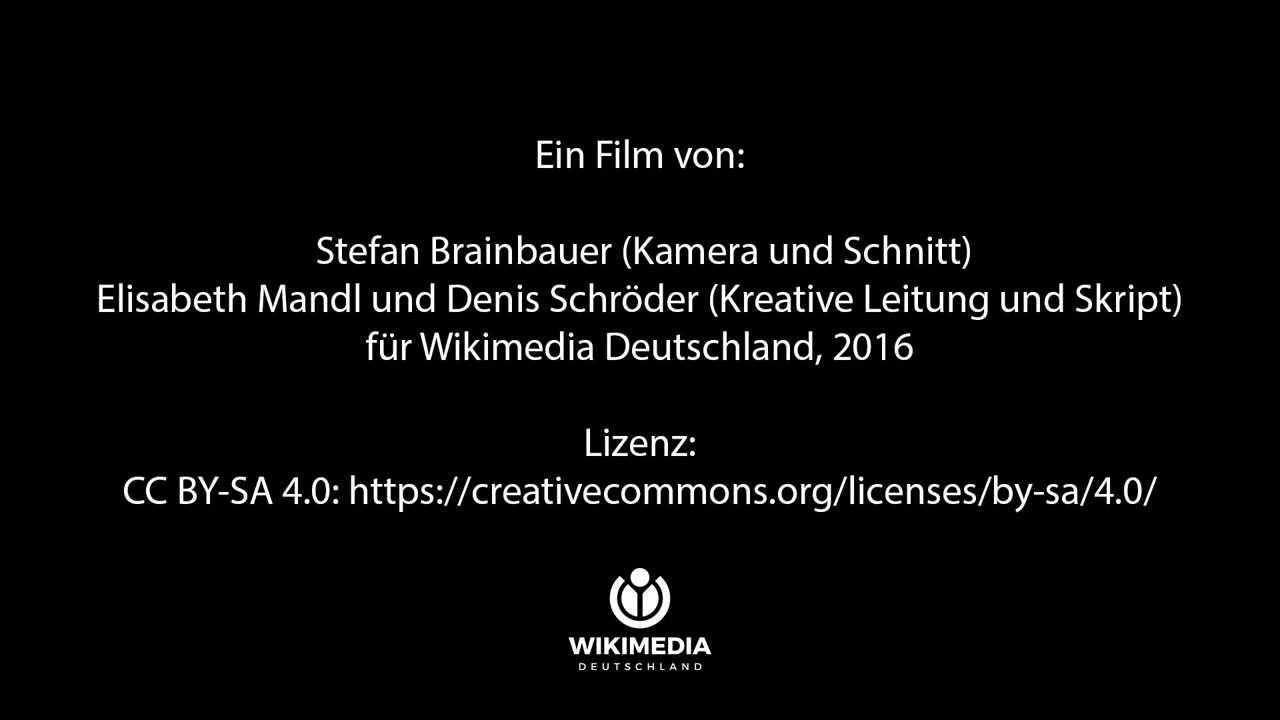 Ein Film von:
Stefan Brainbauer (Kamera und Schnitt)
Elisabeth Mandl und Denis Schröder (Kreative Leitung und Skript)
für Wikimedia Deutschland, 2016
Lizenz:
CC BY-SA 4.0: https://creativecommons.org/licenses/by-sa/4.0/
WIKIMEDIA
DEUTSCHLAND